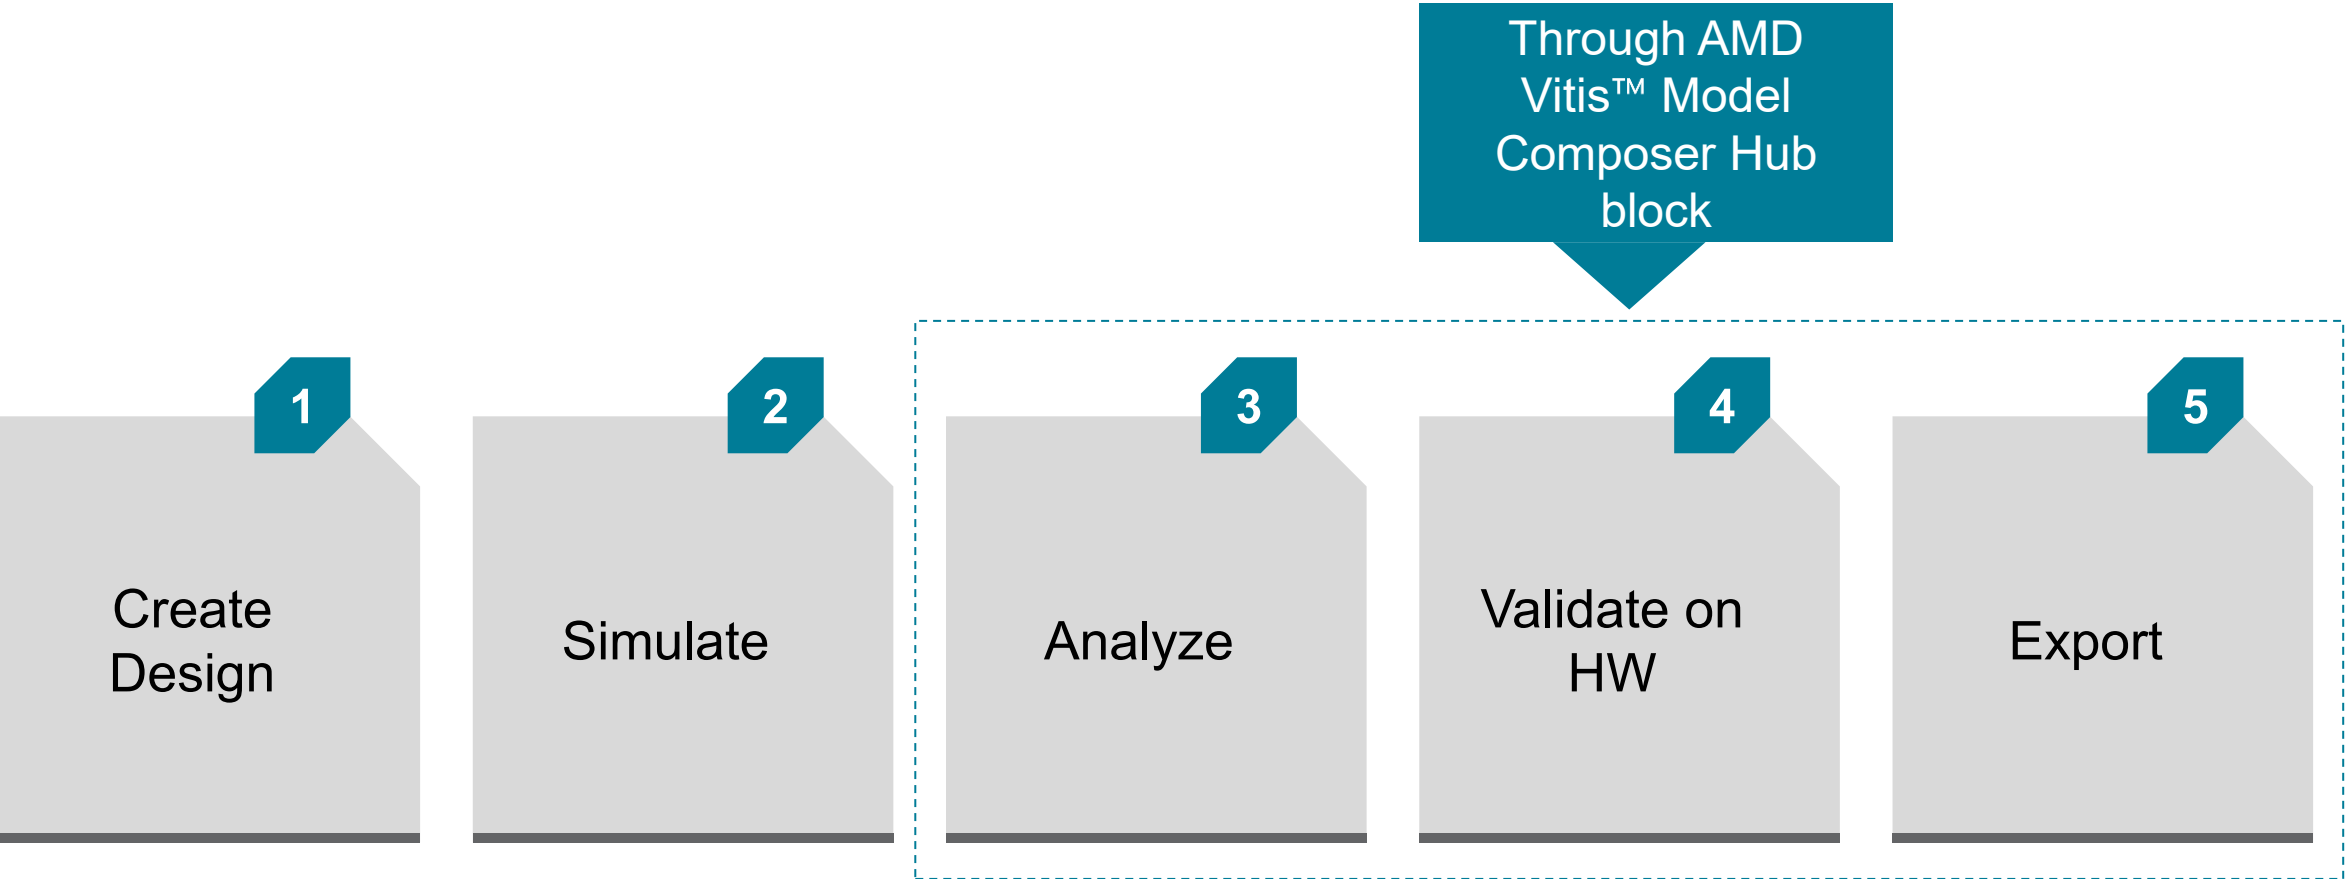 Through AMD
Vitis™ Model
Composer Hub
block
1
2
3
4
5
Create
Design
Simulate
Analyze
Validate on
HW
Export